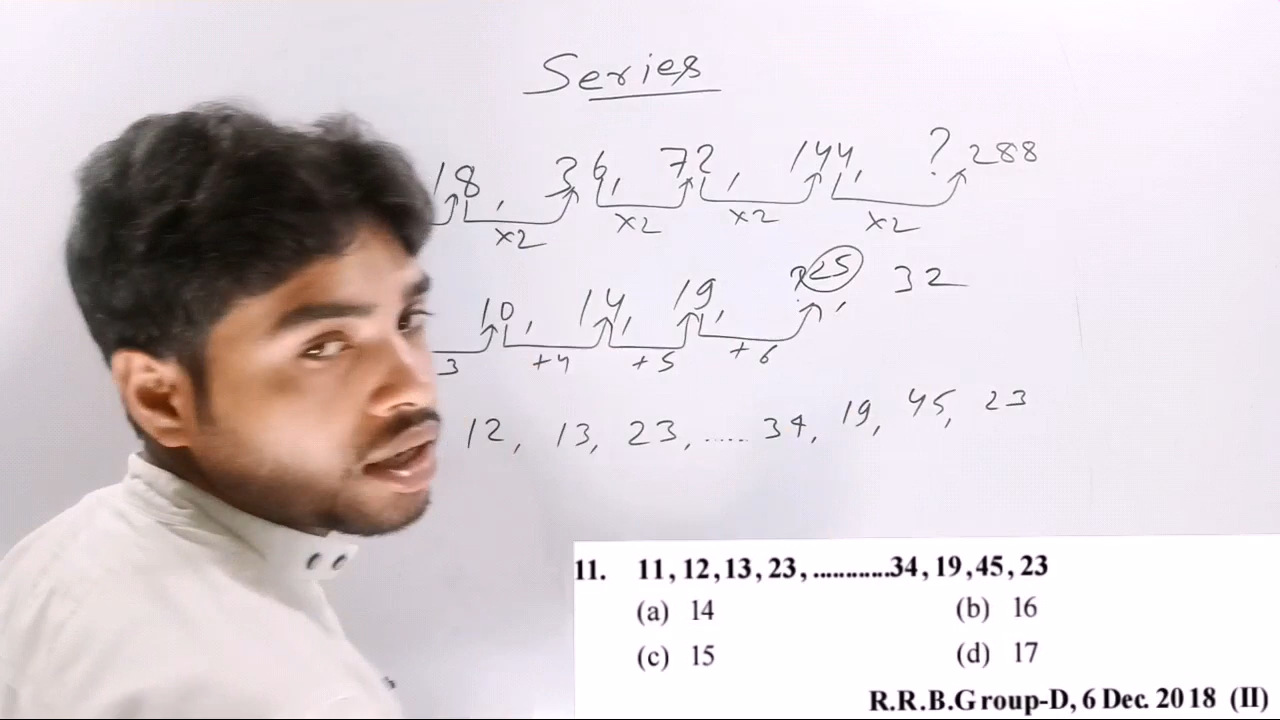 Series
18, 36, 72, 144, ? 288
×2 ×2 ×2 ×2
10, 14, 19, ? 25, 32
3 +4 +5 +6
12, 13, 23, ..... 34, 19, 45, 23
11. 11, 12, 13, 23, ...........34, 19, 45, 23
(a) 14 (b) 16
(c) 15 (d) 17
R.R.B.Group-D, 6 Dec. 2018 (II)